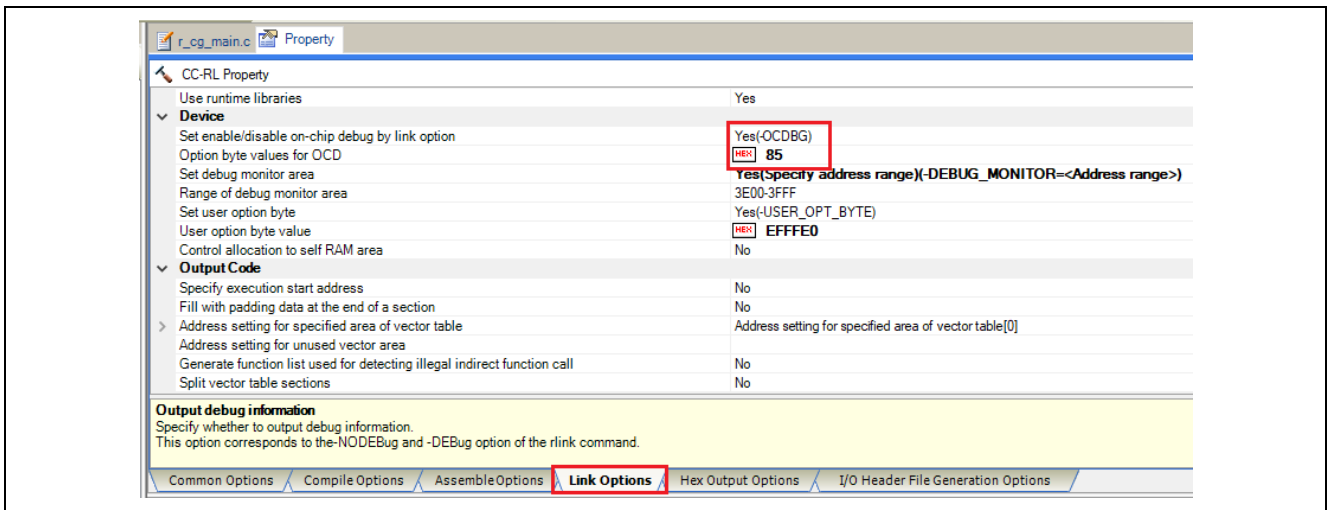 r_cg_main.c Property
CC-RL Property
Use runtime libraries Yes
Device
Set enable/disable on-chip debug by link option Yes(-OCDBG)
Option byte values for OCD HEX 85
Set debug monitor area Yes(Specify address range)(-DEBUG_MONITOR=<Address range>)
Range of debug monitor area 3E00-3FFF
Set user option byte Yes(-USER_OPT_BYTE)
User option byte value HEX EFFFE0
Control allocation to self RAM area No
Output Code
Specify execution start address No
Fill with padding data at the end of a section No
Address setting for specified area of vector table Address setting for specified area of vector table[0]
Address setting for unused vector area
Generate function list used for detecting illegal indirect function call No
Split vector table sections No
Output debug information
Specify whether to output debug information.
This option corresponds to the-NODEBug and -DEBug option of the rlink command.
Common Options Compile Options Assemble Options Link Options Hex Output Options I/O Header File Generation Options